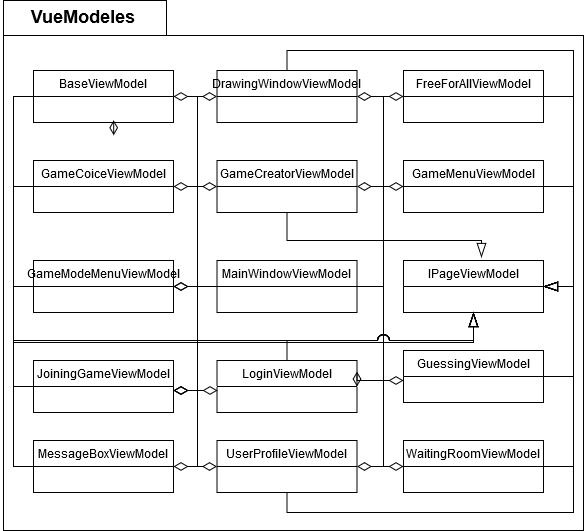 VueModeles
BaseViewModel
DrawingWindowViewModel
FreeForAllViewModel
GameCoiceViewModel
GameCreatorViewModel
GameMenuViewModel
GameModeMenuViewModel
MainWindowViewModel
IPageViewModel
JoiningGameViewModel
LoginViewModel
GuessingViewModel
MessageBoxViewModel
UserProfileViewModel
WaitingRoomViewModel